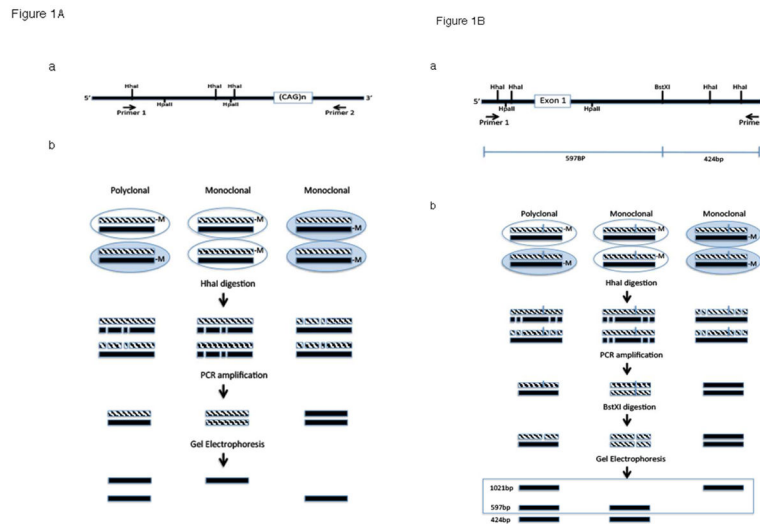 Figure 1A
a
HhaI
HhaI HhaI
5' (CAG)n 3'
HpaII HpaII
Primer 1 Primer 2
b
Polyclonal Monoclonal Monoclonal
-M -M -M
-M -M -M
HhaI digestion
PCR amplification
Gel Electrophoresis
Figure 1B
a
HhaI HhaI BstXI HhaI HhaI
5' Exon 1
HpaII HpaII
Primer 1 Prime
597BP 424bp
b
Polyclonal Monoclonal Monoclonal
-M -M -M
-M -M -M
HhaI digestion
PCR amplification
BstXI digestion
Gel Electrophoresis
1021bp
597bp
424bp